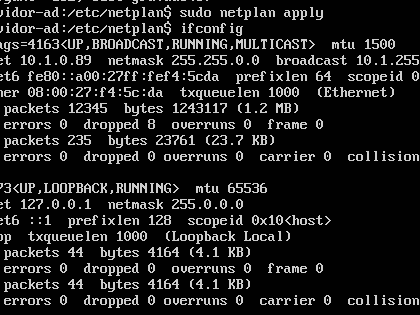 vidor-ad:/etc/netplan$ sudo netplan apply
vidor-ad:/etc/netplan$ ifconfig
ags=4163<UP,BROADCAST,RUNNING,MULTICAST>  mtu 1500
et 10.1.0.89  netmask 255.255.0.0  broadcast 10.1.255
et6 fe80::a00:27ff:fef4:5cda  prefixlen 64  scopeid 0
her 08:00:27:f4:5c:da  txqueuelen 1000  (Ethernet)
 packets 12345  bytes 1243117 (1.2 MB)
 errors 0  dropped 8  overruns 0  frame 0
 packets 235  bytes 23761 (23.7 KB)
 errors 0  dropped 0 overruns 0  carrier 0  collision
73<UP,LOOPBACK,RUNNING>  mtu 65536
et 127.0.0.1  netmask 255.0.0.0
et6 ::1  prefixlen 128  scopeid 0x10<host>
op  txqueuelen 1000  (Loopback Local)
 packets 44  bytes 4164 (4.1 KB)
 errors 0  dropped 0  overruns 0  frame 0
 packets 44  bytes 4164 (4.1 KB)
 errors 0  dropped 0 overruns 0  carrier 0  collision